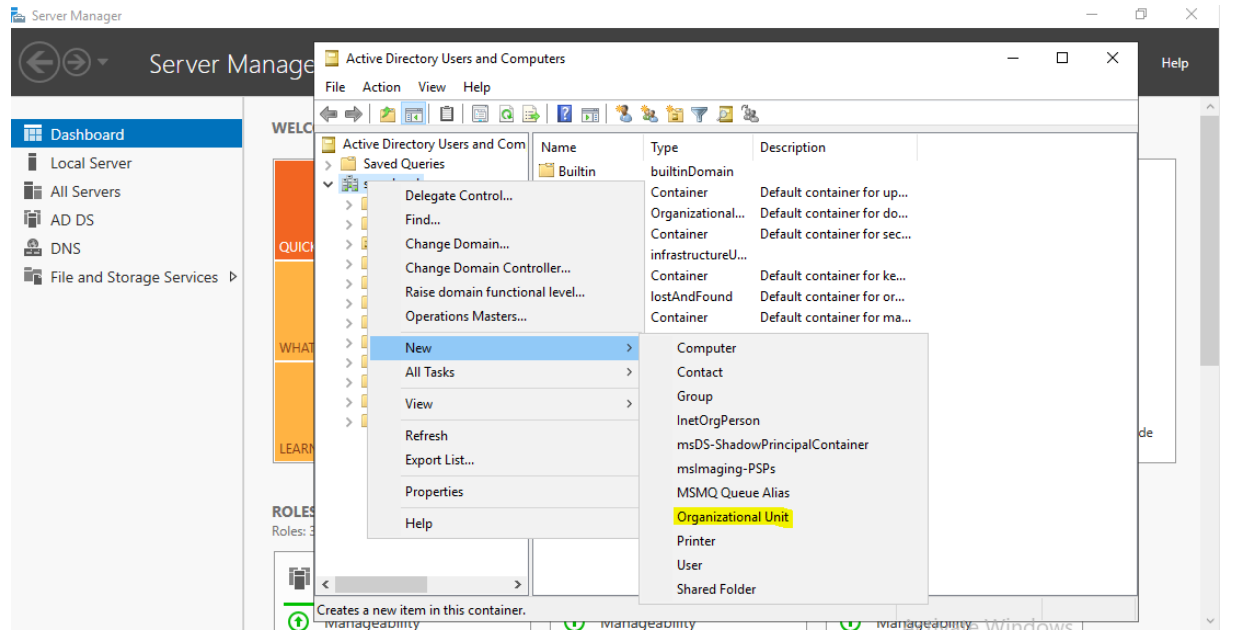 Server Manager
Server Manage
Help
Active Directory Users and Computers
File Action View Help
Dashboard
Local Server
All Servers
AD DS
DNS
File and Storage Services
WELC
QUICK
WHAT
LEARN
ROLES
Roles: 3
Active Directory Users and Com
Saved Queries
Name Type Description
Builtin builtinDomain
Container Default container for up...
Organizational... Default container for do...
Container Default container for sec...
infrastructureU...
Container Default container for ke...
lostAndFound Default container for or...
Container Default container for ma...
Delegate Control...
Find...
Change Domain...
Change Domain Controller...
Raise domain functional level...
Operations Masters...
New
All Tasks
View
Refresh
Export List...
Properties
Help
Computer
Contact
Group
InetOrgPerson
msDS-ShadowPrincipalContainer
msImaging-PSPs
MSMQ Queue Alias
Organizational Unit
Printer
User
Shared Folder
de
Creates a new item in this container.
Manageability Manageability Manageability
Activate Windows